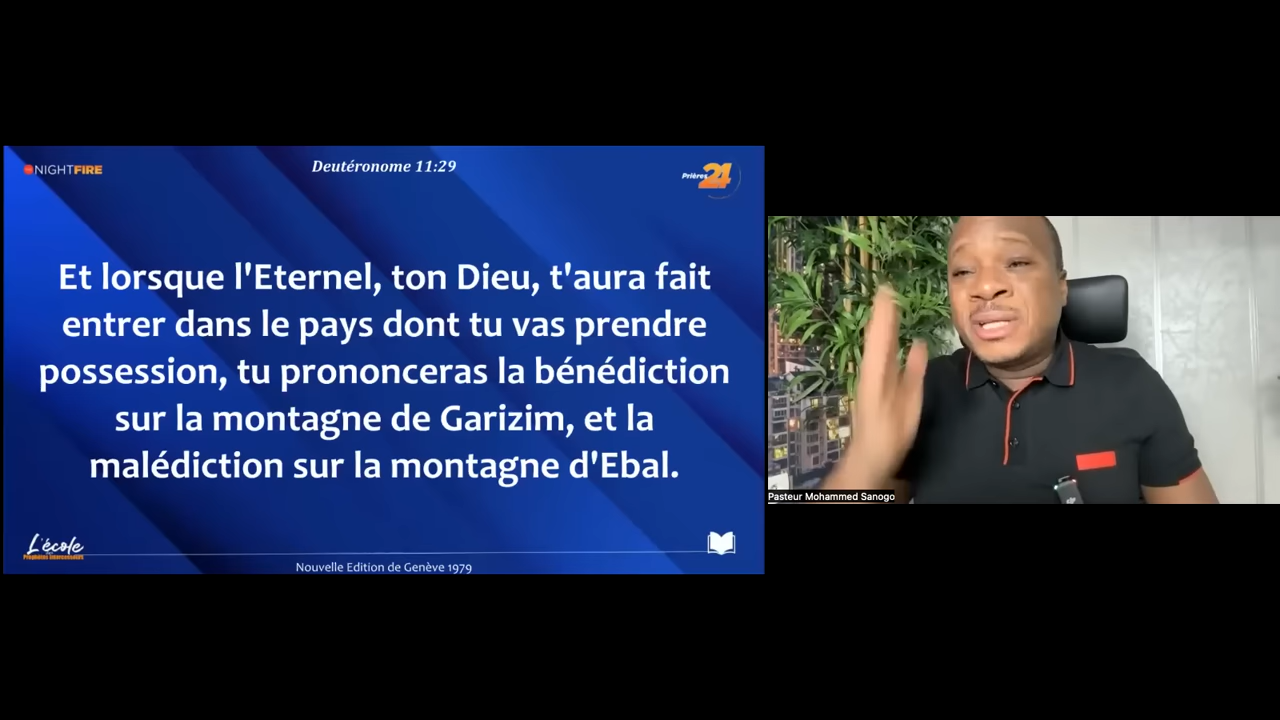 NIGHTFIRE
Deutéronome 11:29
Prières 24
Et lorsque l'Eternel, ton Dieu, t'aura fait
entrer dans le pays dont tu vas prendre
possession, tu prononceras la bénédiction
sur la montagne de Garizim, et la
malédiction sur la montagne d'Ebal.
L'école
Nouvelle Edition de Genève 1979
Pasteur Mohammed Sanogo